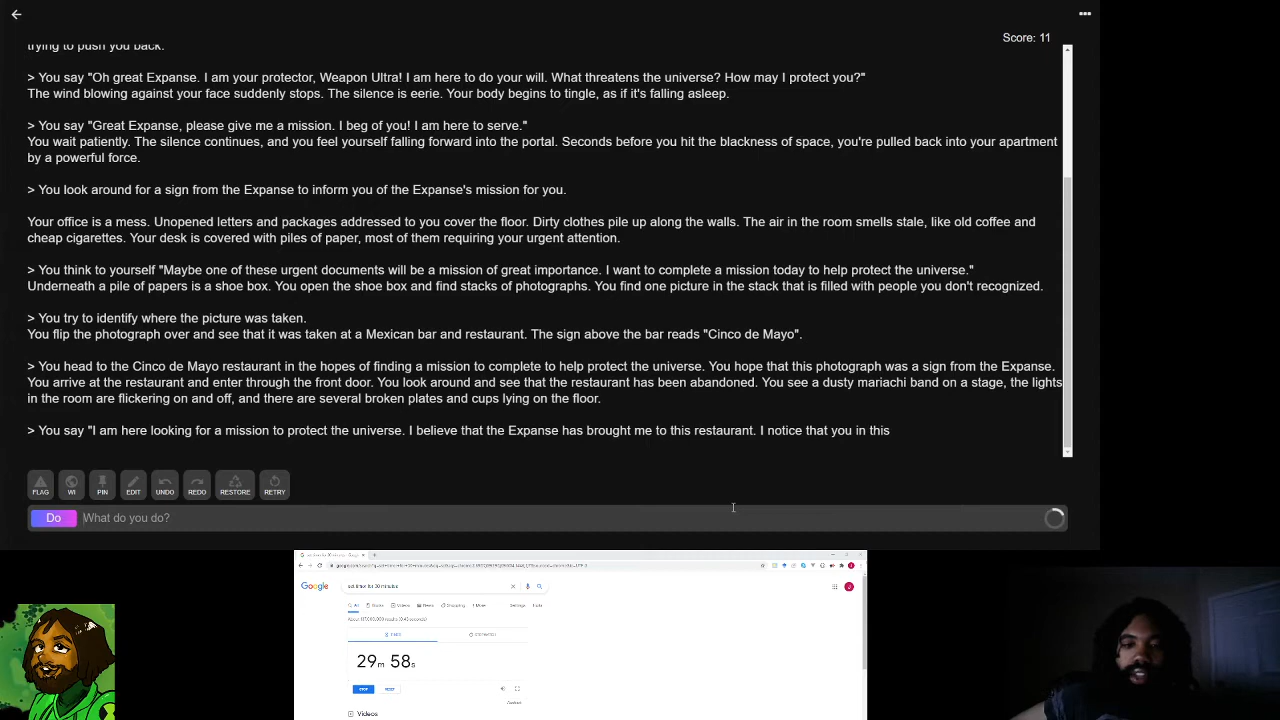 Score: 11
trying to push you back.
> You say "Oh great Expanse. I am your protector, Weapon Ultra! I am here to do your will. What threatens the universe? How may I protect you?"
The wind blowing against your face suddenly stops. The silence is eerie. Your body begins to tingle, as if it's falling asleep.
> You say "Great Expanse, please give me a mission. I beg of you! I am here to serve."
You wait patiently. The silence continues, and you feel yourself falling forward into the portal. Seconds before you hit the blackness of space, you're pulled back into your apartment
by a powerful force.
> You look around for a sign from the Expanse to inform you of the Expanse's mission for you.
Your office is a mess. Unopened letters and packages addressed to you cover the floor. Dirty clothes pile up along the walls. The air in the room smells stale, like old coffee and
cheap cigarettes. Your desk is covered with piles of paper, most of them requiring your urgent attention.
> You think to yourself "Maybe one of these urgent documents will be a mission of great importance. I want to complete a mission today to help protect the universe."
Underneath a pile of papers is a shoe box. You open the shoe box and find stacks of photographs. You find one picture in the stack that is filled with people you don't recognized.
> You try to identify where the picture was taken.
You flip the photograph over and see that it was taken at a Mexican bar and restaurant. The sign above the bar reads "Cinco de Mayo".
> You head to the Cinco de Mayo restaurant in the hopes of finding a mission to complete to help protect the universe. You hope that this photograph was a sign from the Expanse.
You arrive at the restaurant and enter through the front door. You look around and see that the restaurant has been abandoned. You see a dusty mariachi band on a stage, the lights
in the room are flickering on and off, and there are several broken plates and cups lying on the floor.
> You say "I am here looking for a mission to protect the universe. I believe that the Expanse has brought me to this restaurant. I notice that you in this
FLAG WI PIN EDIT UNDO REDO RESTORE RETRY
Do What do you do?
Google set timer for 30 minutes
All Books Videos News Shopping More Settings Tools
29m 58s
STOP RESET
Videos